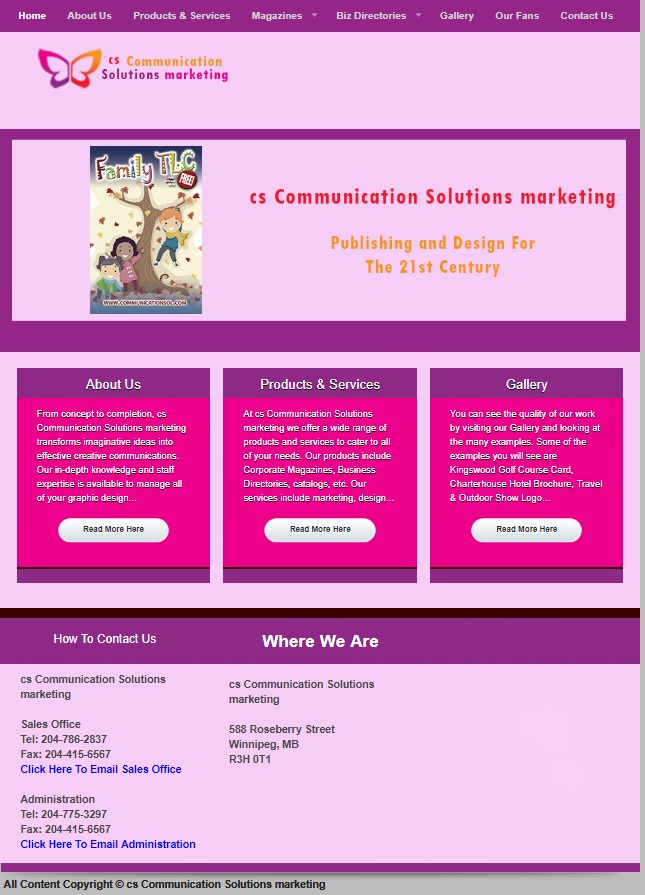 Home About Us Products & Services Magazines Biz Directories Gallery Our Fans Contact Us
cs Communication
Solutions marketing
Family TLC
FREE!
WWW.COMMUNICATIONSOL.COM
cs Communication Solutions marketing
Publishing and Design For
The 21st Century
About Us
From concept to completion, cs
Communication Solutions marketing
transforms imaginative ideas into
effective creative communications.
Our in-depth knowledge and staff
expertise is available to manage all
of your graphic design...
Read More Here
Products & Services
At cs Communication Solutions
marketing we offer a wide range of
products and services to cater to all
of your needs. Our products include
Corporate Magazines, Business
Directories, catalogs, etc. Our
services include marketing, design...
Read More Here
Gallery
You can see the quality of our work
by visiting our Gallery and looking at
the many examples. Some of the
examples you will see are
Kingswood Golf Course Card,
Charterhouse Hotel Brochure, Travel
& Outdoor Show Logo...
Read More Here
How To Contact Us
cs Communication Solutions
marketing
Sales Office
Tel: 204-786-2837
Fax: 204-415-6567
Click Here To Email Sales Office
Administration
Tel: 204-775-3297
Fax: 204-415-6567
Click Here To Email Administration
Where We Are
cs Communication Solutions
marketing
588 Roseberry Street
Winnipeg, MB
R3H 0T1
All Content Copyright © cs Communication Solutions marketing